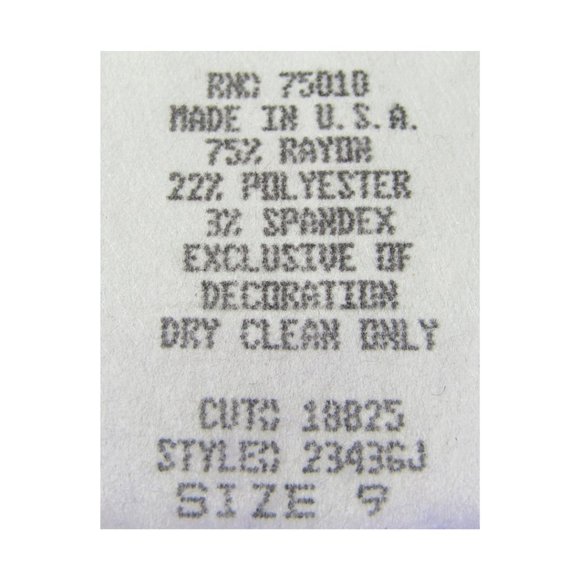 RN# 75010
MADE IN U.S.A.
75% RAYON
22% POLYESTER
3% SPANDEX
EXCLUSIVE OF
DECORATION
DRY CLEAN ONLY
CUT# 18825
STYLE# 23436J
SIZE 9